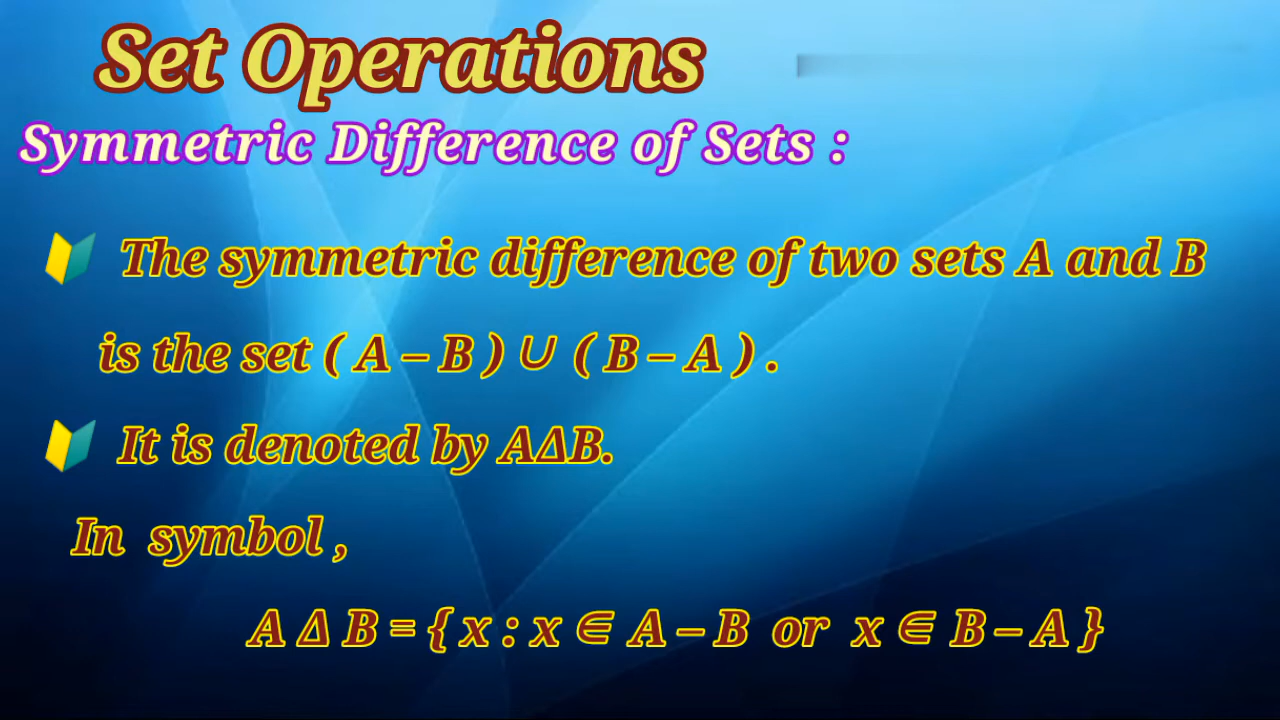 Set Operations
Symmetric Difference of Sets :
🔰 The symmetric difference of two sets A and B
is the set ( A – B ) ∪ ( B – A ) .
🔰 It is denoted by AΔB.
In symbol ,
A Δ B = { x : x ∈ A – B or x ∈ B – A }